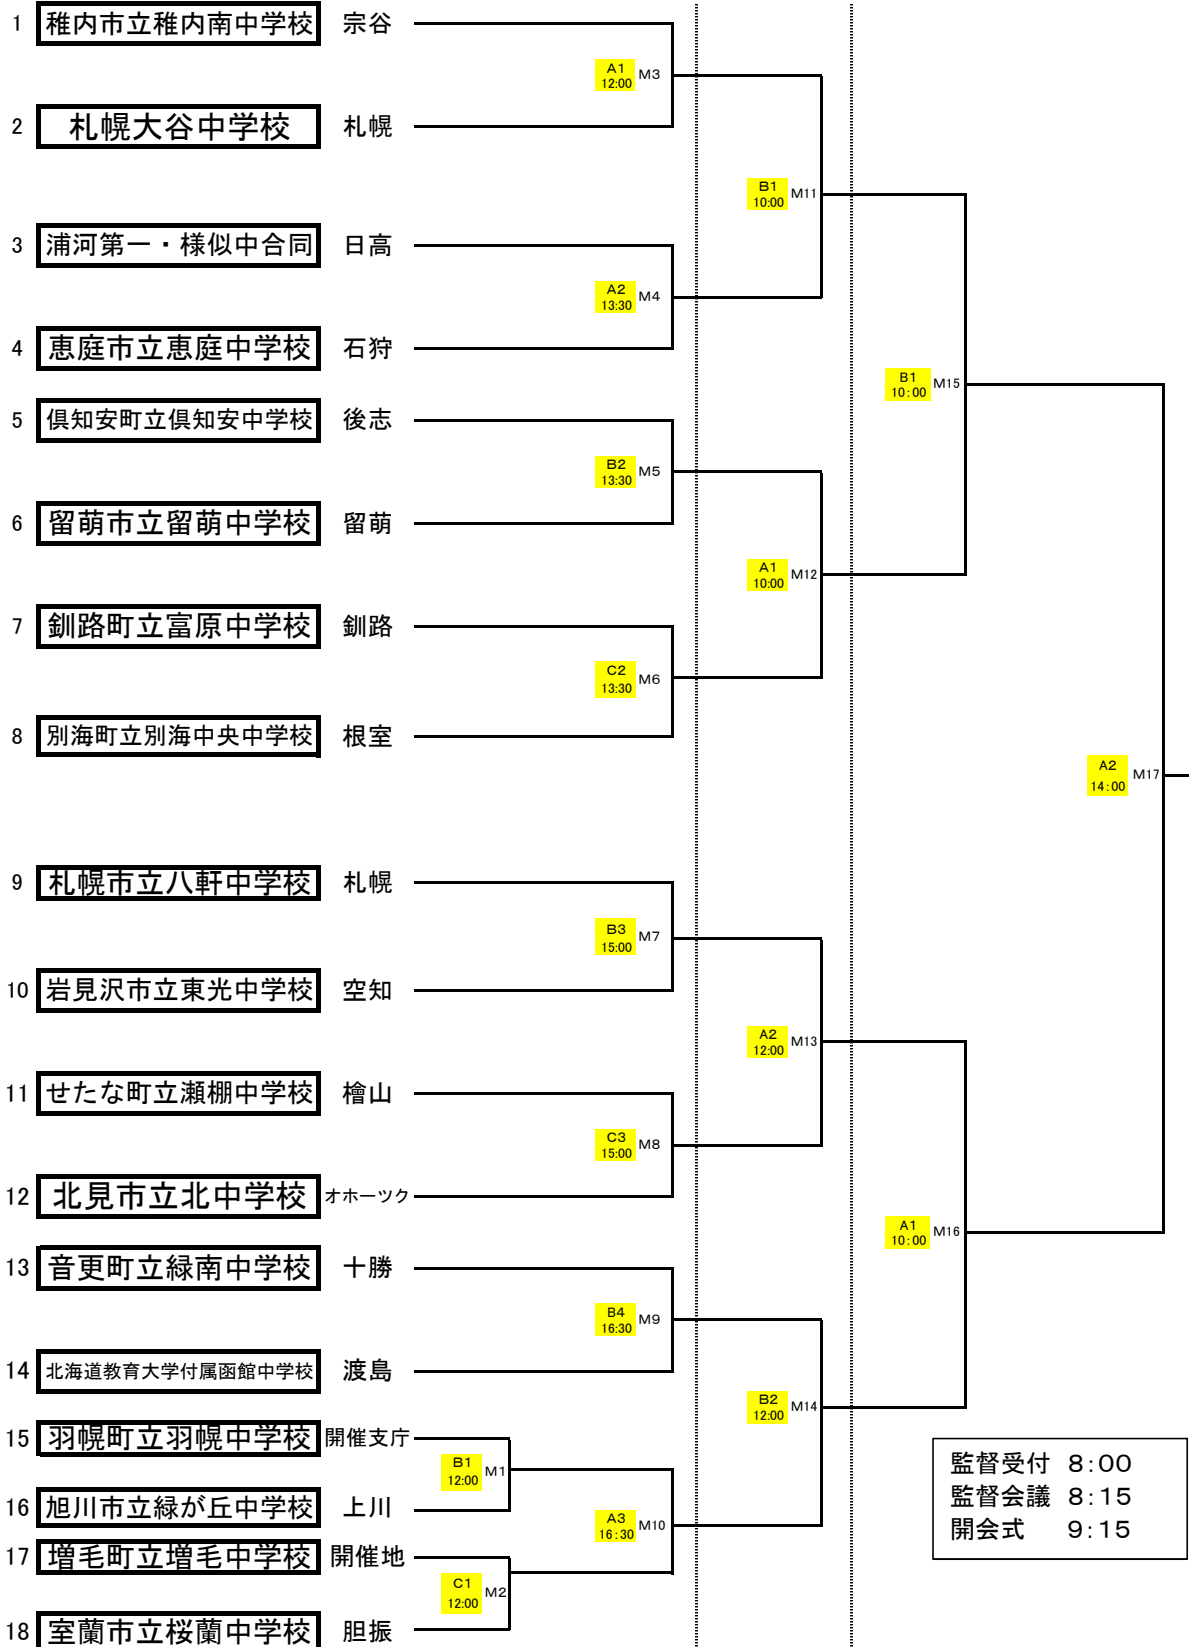 1 稚内市立稚内南中学校 宗谷
A1
12:00 M3
2 札幌大谷中学校 札幌
B1
10:00 M11
3 浦河第一・様似中合同 日高
A2
13:30 M4
4 恵庭市立恵庭中学校 石狩
B1
10:00 M15
5 倶知安町立倶知安中学校 後志
B2
13:30 M5
6 留萌市立留萌中学校 留萌
A1
10:00 M12
7 釧路町立富原中学校 釧路
C2
13:30 M6
8 別海町立別海中央中学校 根室
A2
14:00 M17
9 札幌市立八軒中学校 札幌
B3
15:00 M7
10 岩見沢市立東光中学校 空知
A2
12:00 M13
11 せたな町立瀬棚中学校 檜山
C3
15:00 M8
12 北見市立北中学校 オホーツク
A1
10:00 M16
13 音更町立緑南中学校 十勝
B4
16:30 M9
14 北海道教育大学付属函館中学校 渡島
B2
12:00 M14
15 羽幌町立羽幌中学校 開催支庁
B1
12:00 M1
16 旭川市立緑が丘中学校 上川
A3
16:30 M10
17 増毛町立増毛中学校 開催地
C1
12:00 M2
18 室蘭市立桜蘭中学校 胆振
監督受付 8:00
監督会議 8:15
開会式 9:15